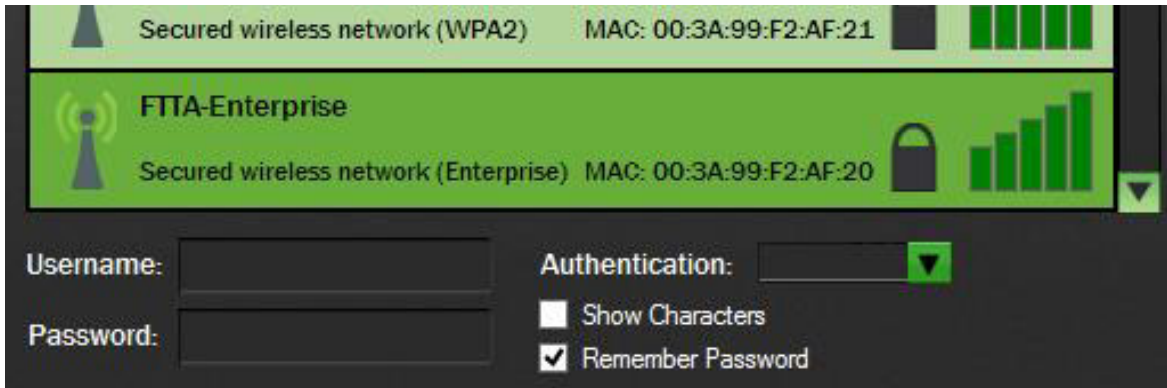 Secured wireless network (WPA2) MAC: 00:3A:99:F2:AF:21
FTTA-Enterprise
Secured wireless network (Enterprise) MAC: 00:3A:99:F2:AF:20
Username:
Authentication:
Show Characters
Password:
Remember Password